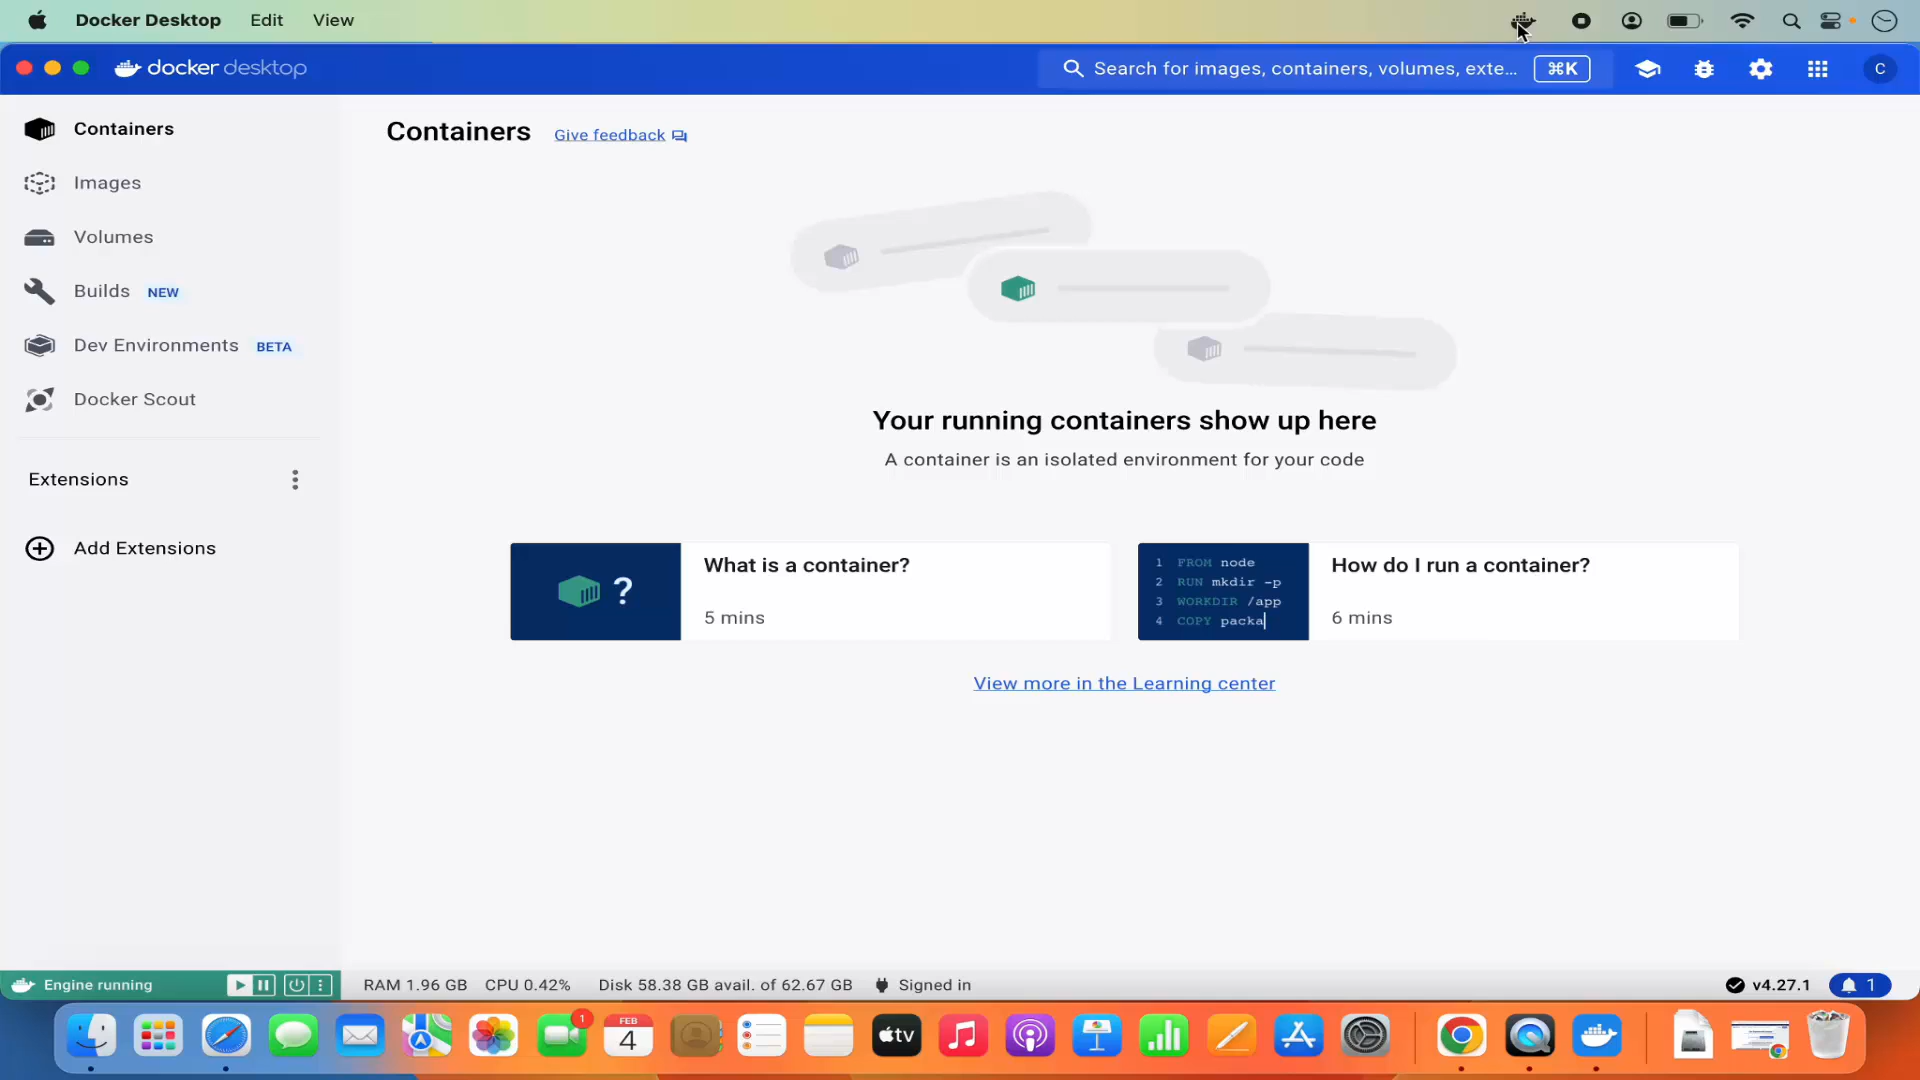 Docker Desktop Edit View
docker desktop
Search for images, containers, volumes, exte... ⌘K
C
Containers
Images
Volumes
Builds NEW
Dev Environments BETA
Docker Scout
Extensions
Add Extensions
Containers Give feedback
Your running containers show up here
A container is an isolated environment for your code
?
What is a container?
5 mins
1 FROM node
2 RUN mkdir -p
3 WORKDIR /app
4 COPY packa
How do I run a container?
6 mins
View more in the Learning center
Engine running
RAM 1.96 GB CPU 0.42% Disk 58.38 GB avail. of 62.67 GB Signed in
v4.27.1 1
1
FEB
4
tv